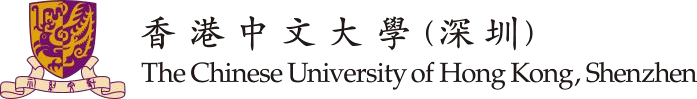 香港中文大學(深圳)
The Chinese University of Hong Kong, Shenzhen